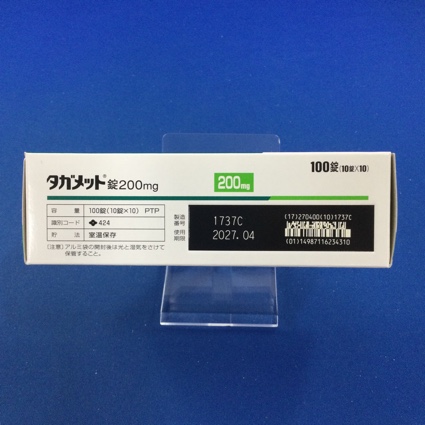 タガメット®錠200mg
200mg
100錠(10錠×10)
容量 100錠(10錠×10) PTP
識別コード 424
貯法 室温保存
(注意)アルミ袋の開封後は光と湿気をさけて
保管すること。
製造番号 1737C
使用期限 2027.04
(17)270400(10)1737C
(01)14987116234310